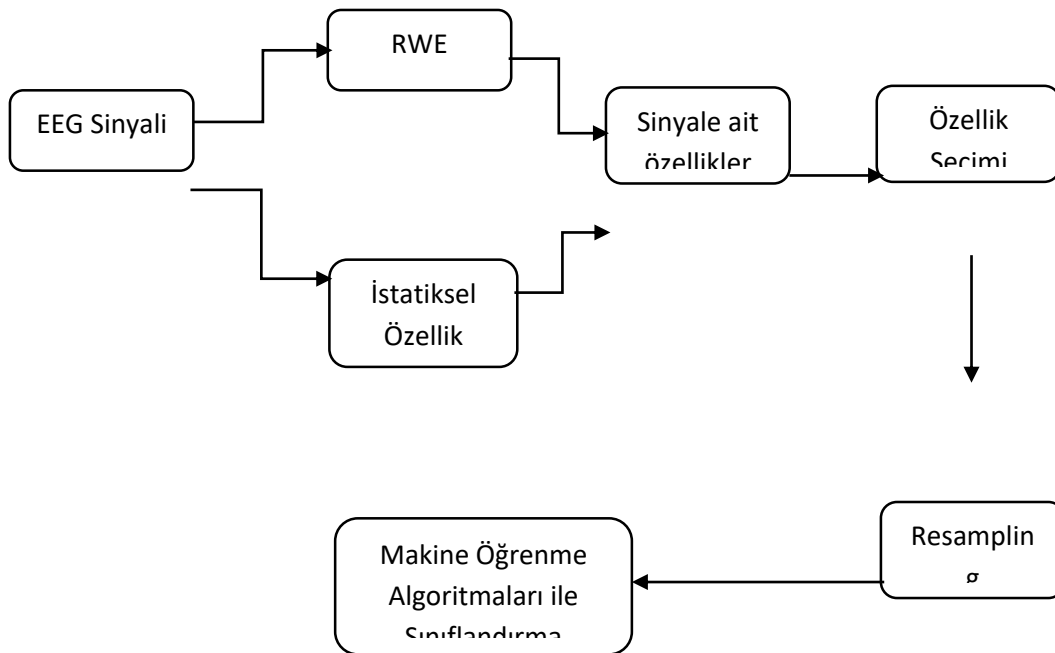 RWE
EEG Sinyali
Sinyale ait
özellikler
Özellik
Seçimi
İstatiksel
Özellik
Resamplin
g
Makine Öğrenme
Algoritmaları ile
Sınıflandırma